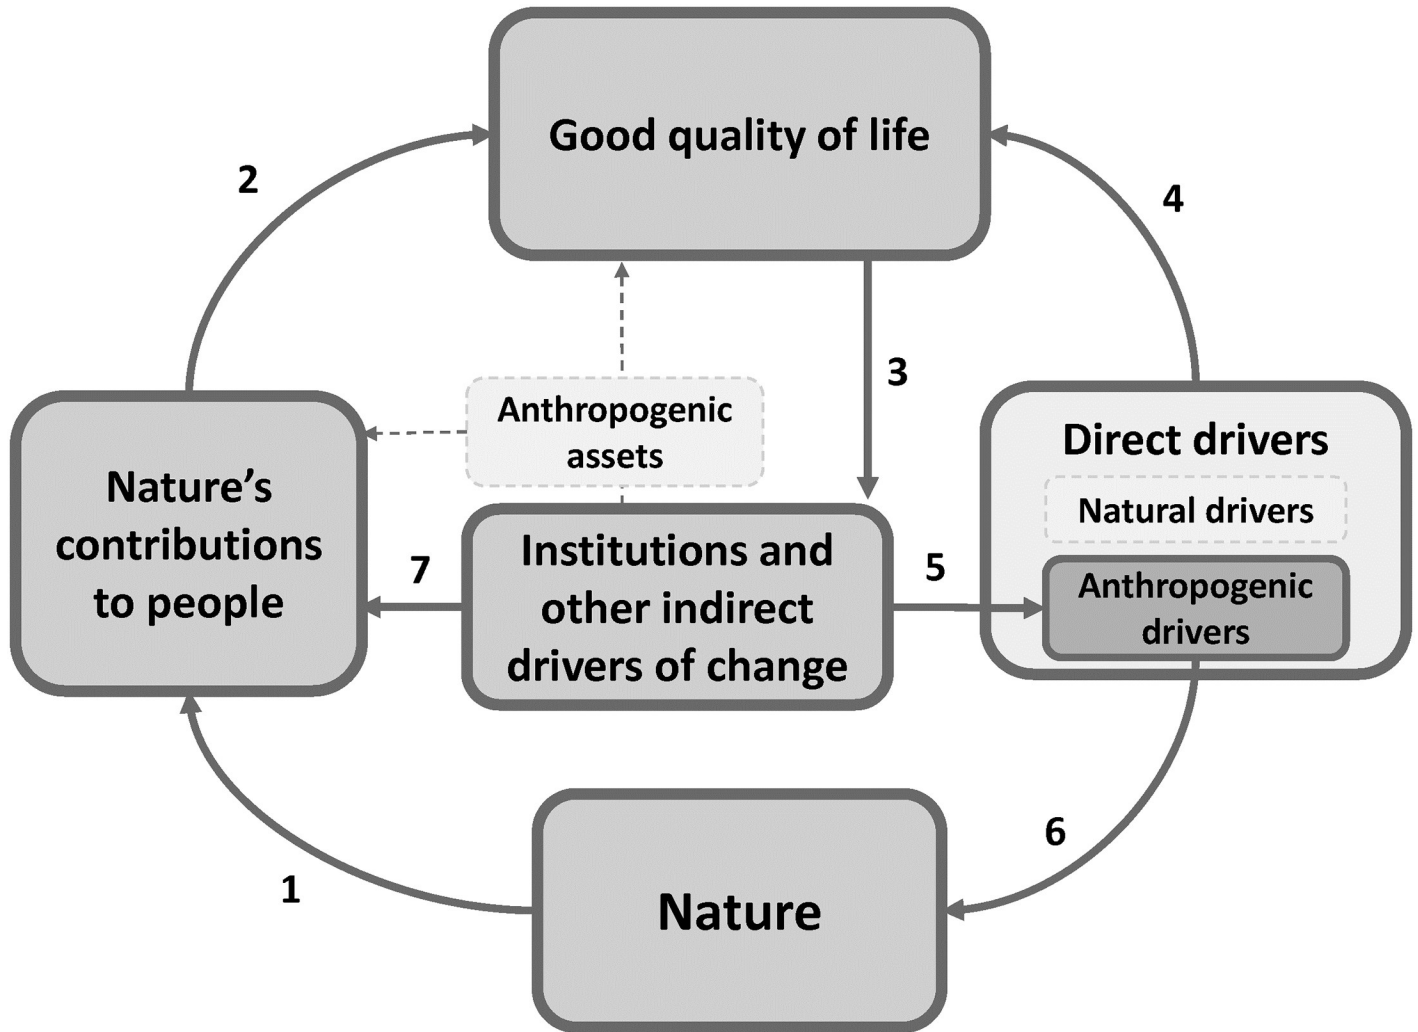 Good quality of life
2
4
3
Anthropogenic
assets
Direct drivers
Natural drivers
Anthropogenic
drivers
Nature’s
contributions
to people
7
Institutions and
other indirect
drivers of change
5
6
1
Nature